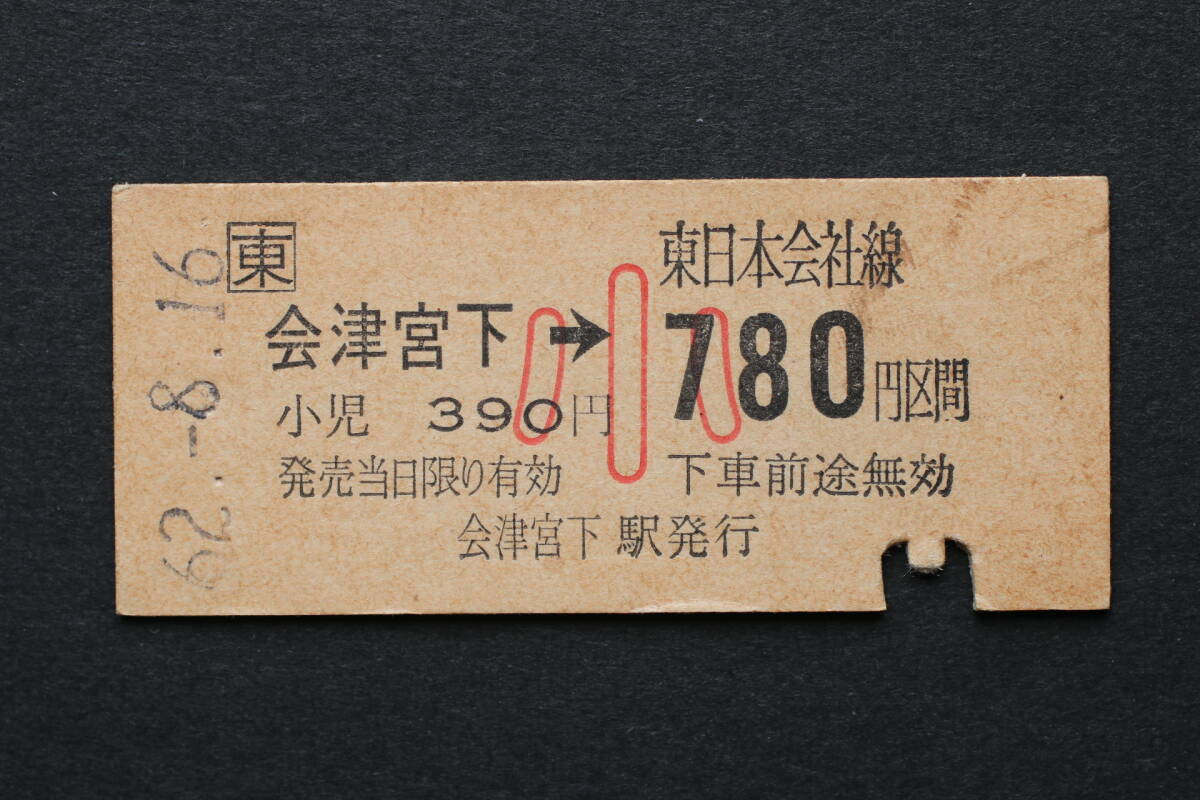 62.-8.16
東
東日本会社線
会津宮下 ➡ 780円区間
小児 390円
小
発売当日限り有効
下車前途無効
会津宮下駅発行